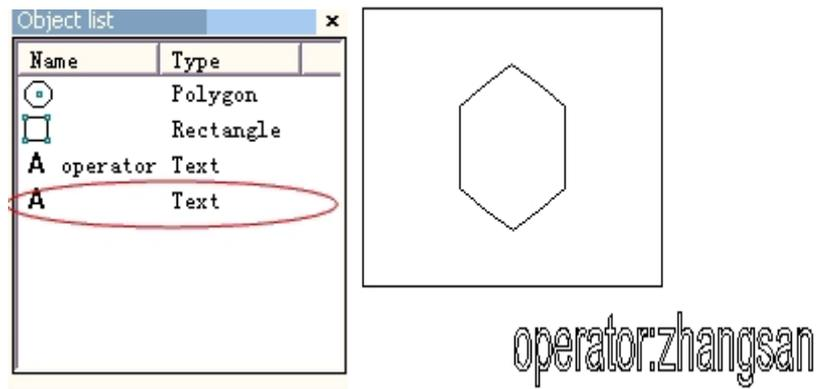 Object list
Name Type
Polygon
Rectangle
A operator Text
A Text
operator:zhangsan